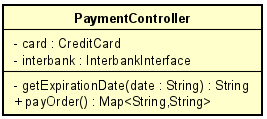 PaymentController
- card : CreditCard
- interbank : InterbankInterface
- getExpirationDate(date : String) : String
+ payOrder() : Map<String,String>